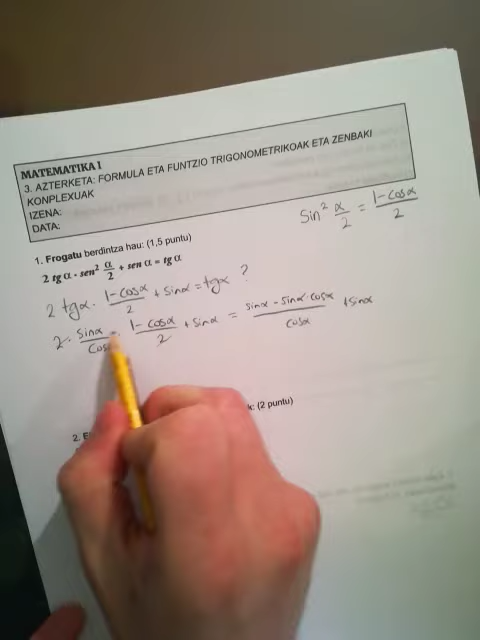 MATEMATIKA I
3. AZTERKETA: FORMULA ETA FUNTZIO TRIGONOMETRIKOAK ETA ZENBAKI
KONPLEXUAK
IZENA:
DATA:
sin² α/2 = (1-cosα)/2
1. Frogatu berdintza hau: (1,5 puntu)
2 tg α · sen² α/2 + sen α = tg α
2 tgα · (1-cosα)/2 + sinα = tgα ?
2 · sinα/cos · (1-cosα)/2 + sinα = (sinα - sinα·cosα)/cosα + sinα
2. (2 puntu)